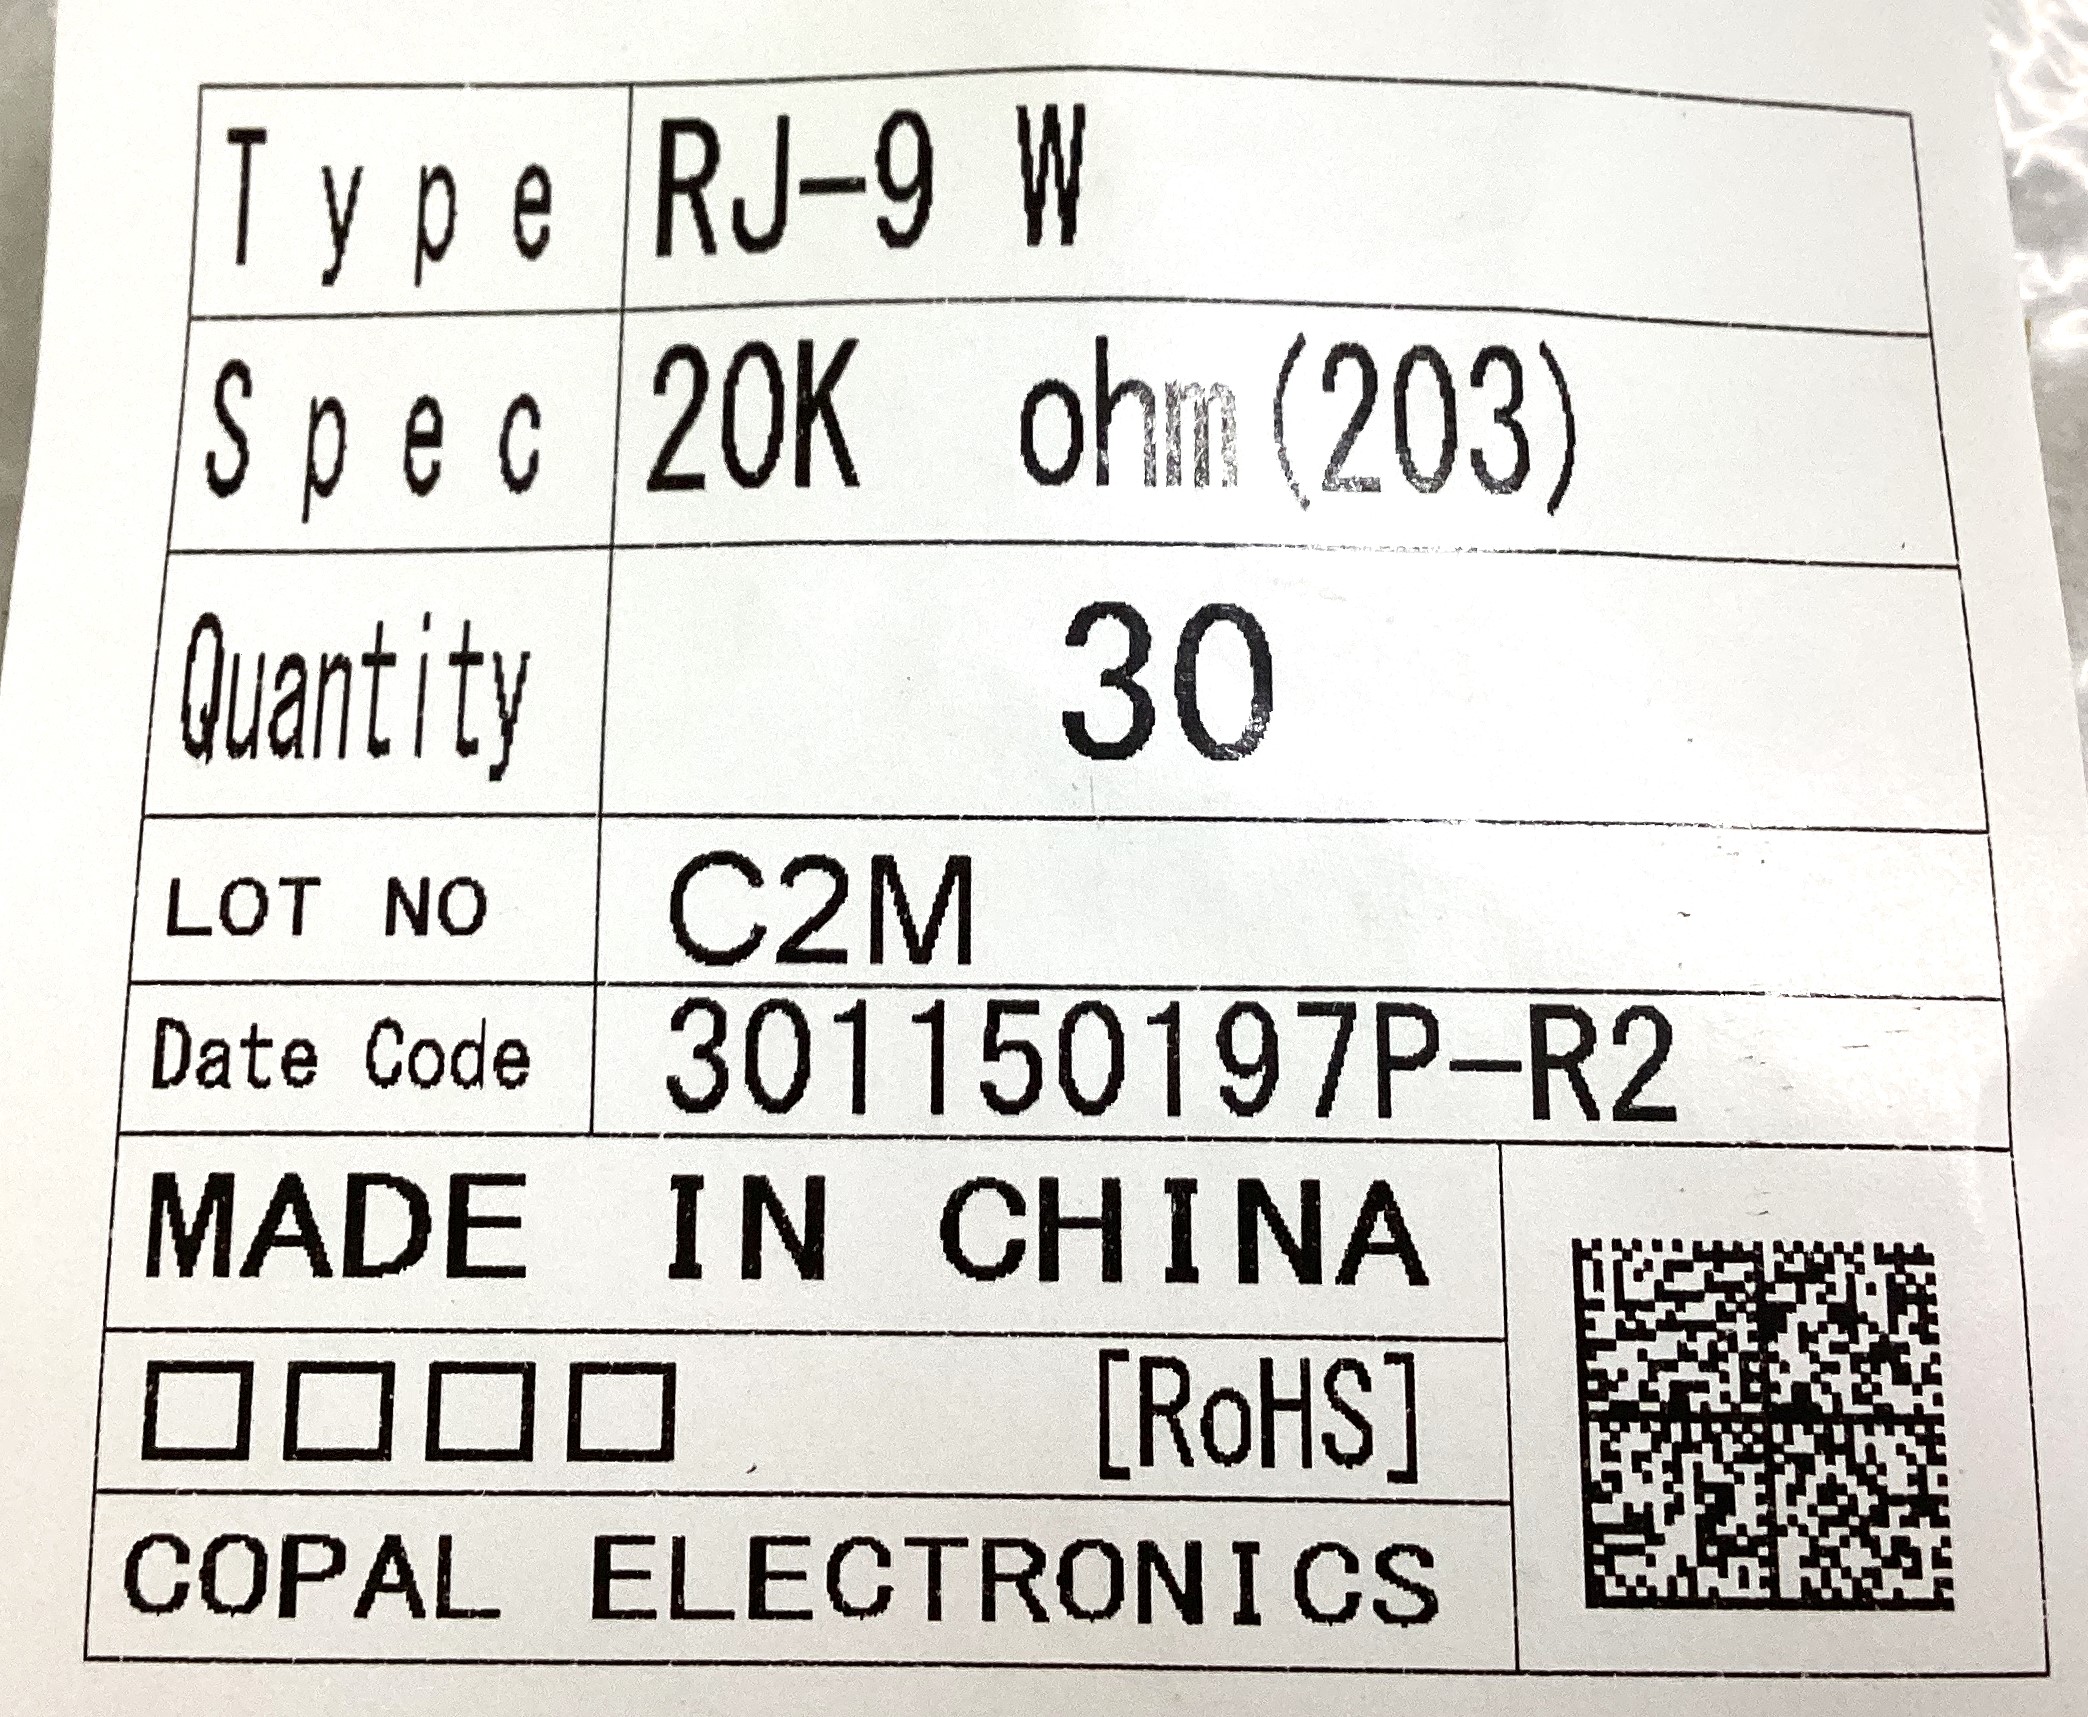 Type RJ-9 W
Spec 20K ohm(203)
Quantity 30
LOT NO C2M
Date Code 301150197P-R2
MADE IN CHINA
□□□□ [RoHS]
COPAL ELECTRONICS